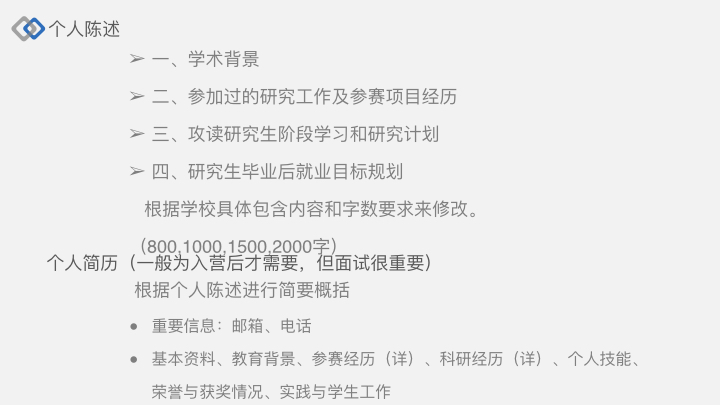 个人陈述
➢ 一、学术背景
➢ 二、参加过的研究工作及参赛项目经历
➢ 三、攻读研究生阶段学习和研究计划
➢ 四、研究生毕业后就业目标规划
根据学校具体包含内容和字数要求来修改。
（800,1000,1500,2000字）
个人简历（一般为入营后才需要，但面试很重要）
根据个人陈述进行简要概括
● 重要信息：邮箱、电话
● 基本资料、教育背景、参赛经历（详）、科研经历（详）、个人技能、
荣誉与获奖情况、实践与学生工作